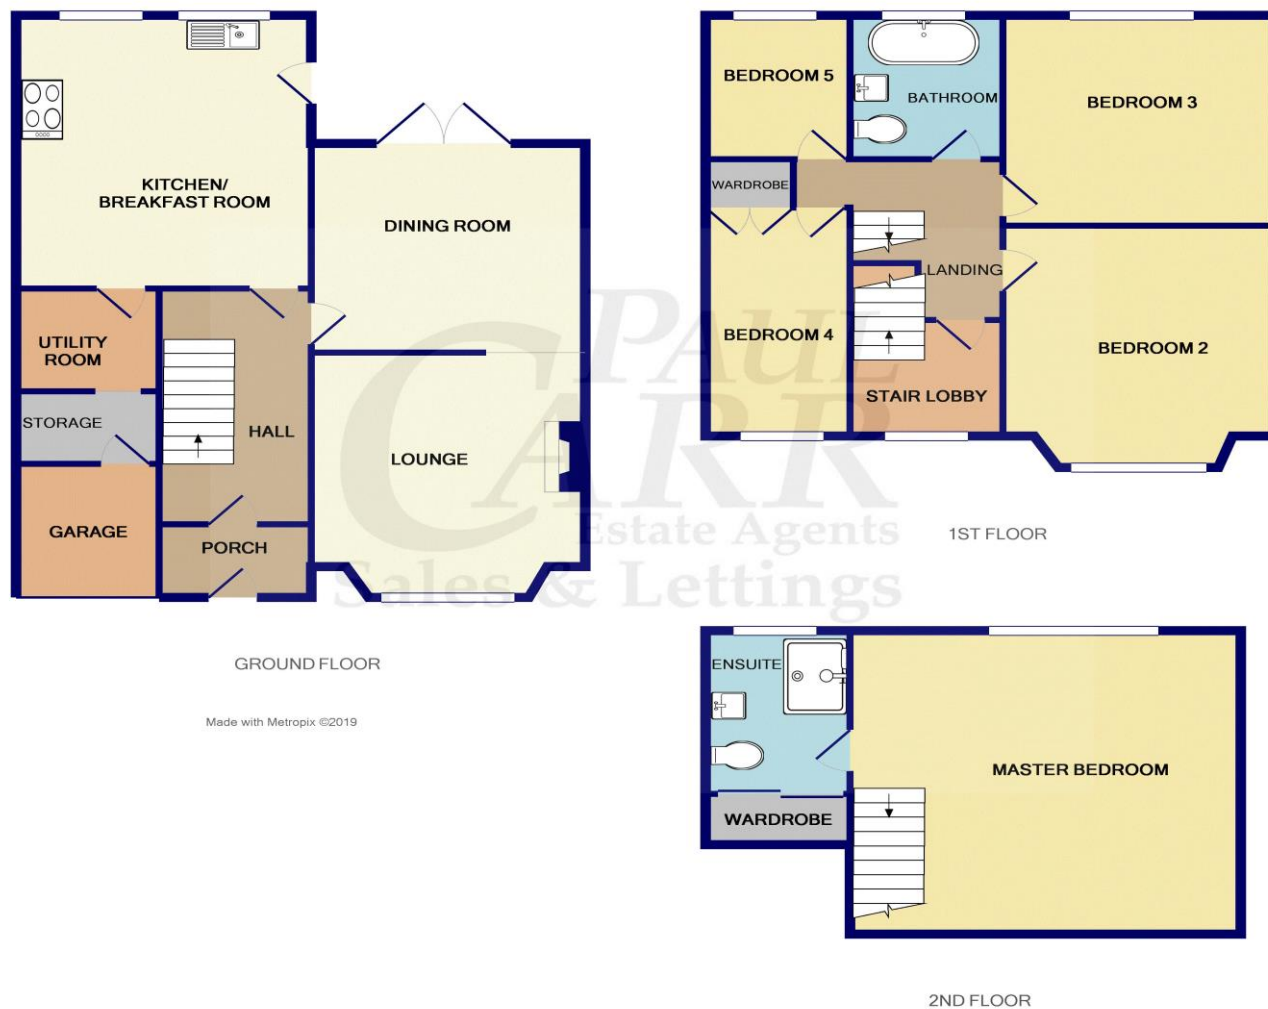 KITCHEN/
BREAKFAST ROOM
DINING ROOM
UTILITY
ROOM
STORAGE
HALL
LOUNGE
GARAGE
PORCH
GROUND FLOOR
Made with Metropix ©2019
BEDROOM 5
BATHROOM
BEDROOM 3
WARDROBE
LANDING
BEDROOM 4
BEDROOM 2
STAIR LOBBY
1ST FLOOR
ENSUITE
MASTER BEDROOM
WARDROBE
2ND FLOOR
PAUL
CARR
Estate Agents
Sales & Lettings